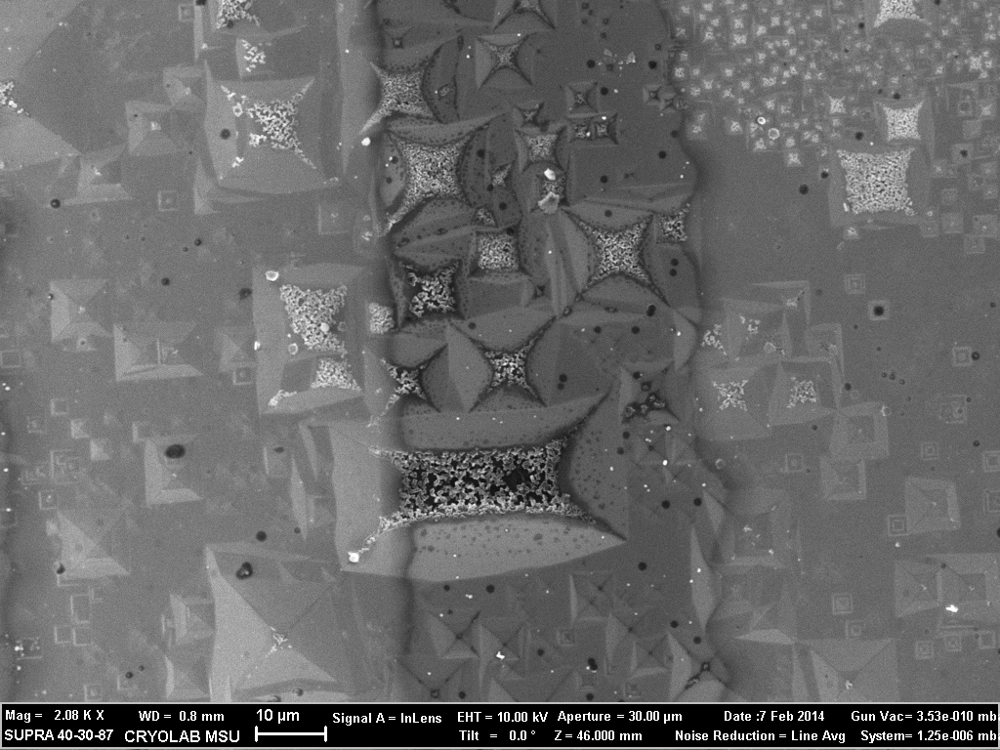 Mag = 2.08 K X WD = 0.8 mm 10 µm Signal A = InLens EHT = 10.00 kV Aperture = 30.00 µm Date :7 Feb 2014 Gun Vac= 3.53e-010 mb
SUPRA 40-30-87 CRYOLAB MSU Tilt = 0.0 ° Z = 46.000 mm Noise Reduction = Line Avg System= 1.25e-006 mb